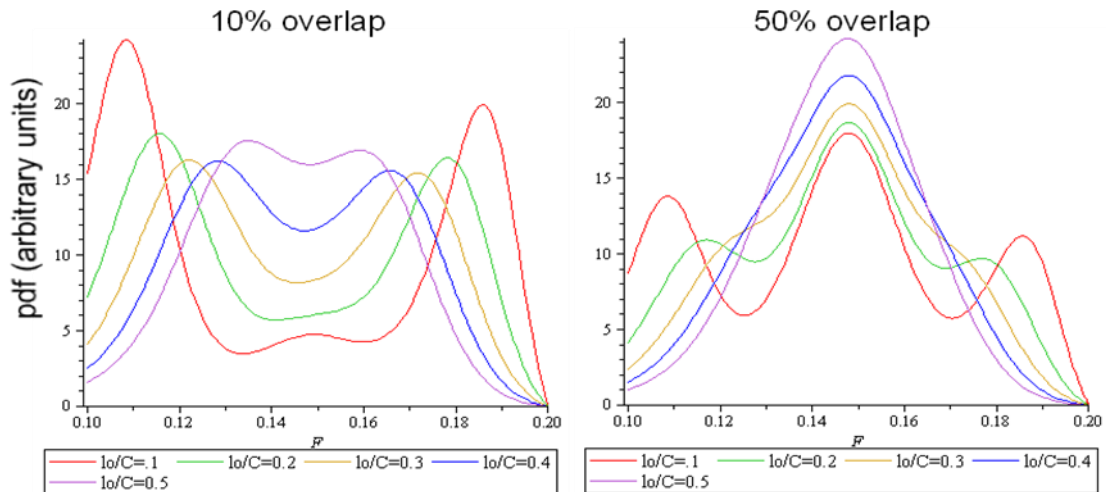 10% overlap
50% overlap
pdf (arbitrary units)
20
15
10
5
0
0.10 0.12 0.14 0.16 0.18 0.20
F
lo/C=.1 lo/C=0.2 lo/C=0.3 lo/C=0.4
lo/C=0.5
20
15
10
5
0
0.10 0.12 0.14 0.16 0.18 0.20
F
lo/C=.1 lo/C=0.2 lo/C=0.3 lo/C=0.4
lo/C=0.5